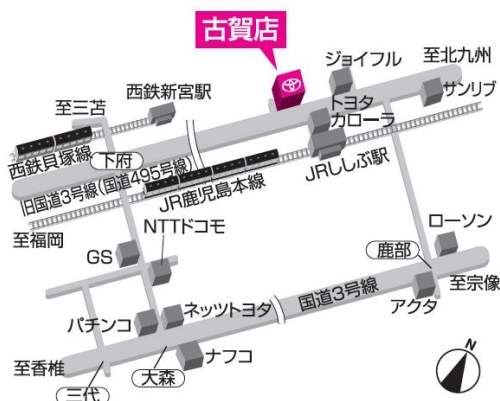 古賀店
ジョイフル
至北九州
西鉄新宮駅
至三苫
サンリブ
トヨタ
カローラ
西鉄貝塚線
下府
旧国道3号線(国道495号線)
JRししぶ駅
JR鹿児島本線
至福岡
NTTドコモ
ローソン
GS
鹿部
至宗像
国道3号線
アクタ
ネッツトヨタ
パチンコ
ナフコ
至香椎
大森
三代
N